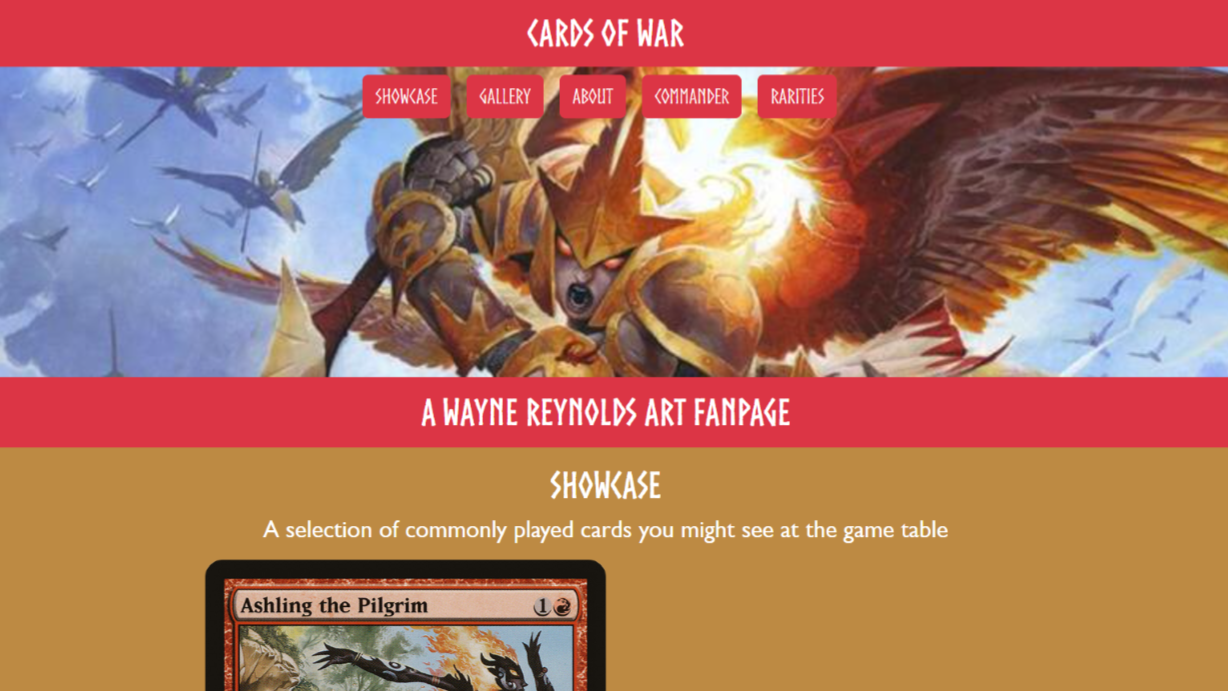 CARDS OF WAR
SHOWCASE GALLERY ABOUT COMMANDER RARITIES
A WAYNE REYNOLDS ART FANPAGE
SHOWCASE
A selection of commonly played cards you might see at the game table
Ashling the Pilgrim 1